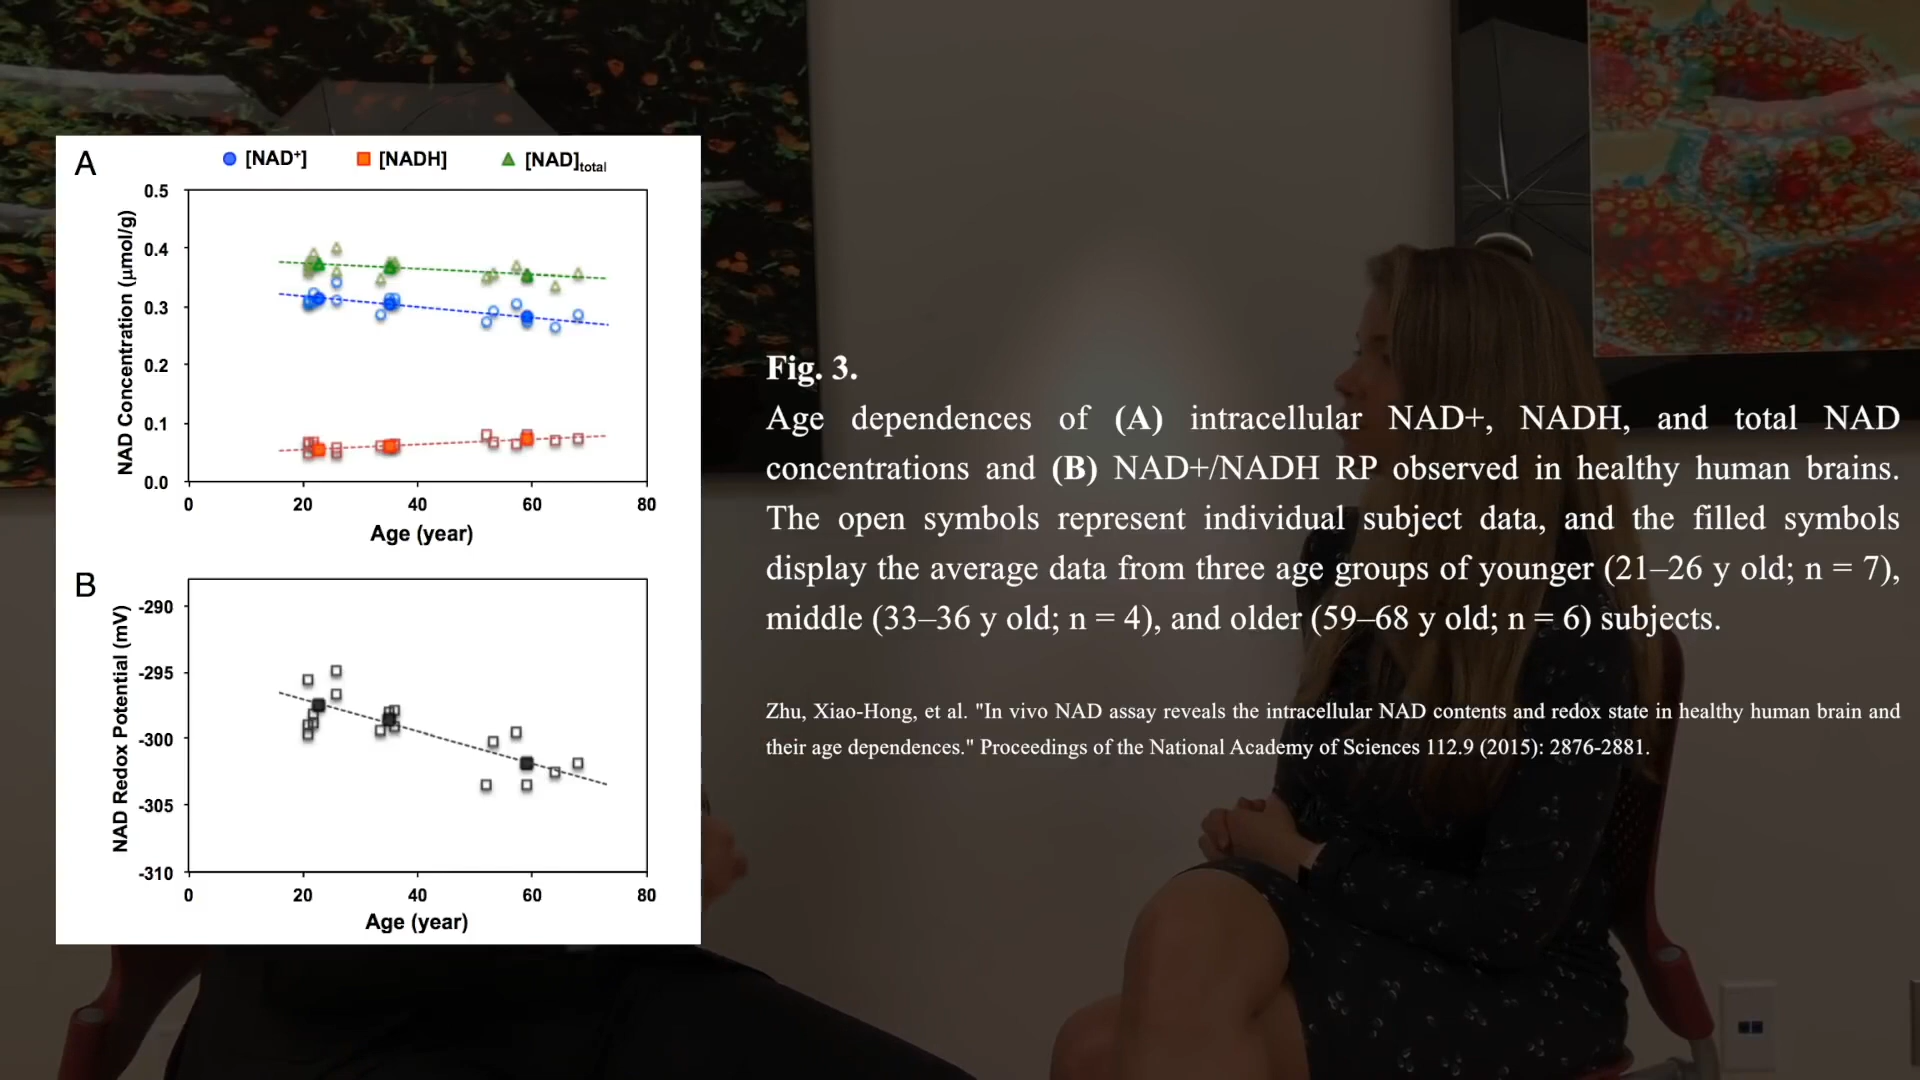 A
[NAD⁺] [NADH] [NAD]total
NAD Concentration (µmol/g)
0.5
0.4
0.3
0.2
0.1
0.0
0 20 40 60 80
Age (year)
B
NAD Redox Potential (mV)
-290
-295
-300
-305
-310
0 20 40 60 80
Age (year)
Fig. 3.
Age dependences of (A) intracellular NAD+, NADH, and total NAD
concentrations and (B) NAD+/NADH RP observed in healthy human brains.
The open symbols represent individual subject data, and the filled symbols
display the average data from three age groups of younger (21–26 y old; n = 7),
middle (33–36 y old; n = 4), and older (59–68 y old; n = 6) subjects.
Zhu, Xiao-Hong, et al. "In vivo NAD assay reveals the intracellular NAD contents and redox state in healthy human brain and
their age dependences." Proceedings of the National Academy of Sciences 112.9 (2015): 2876-2881.